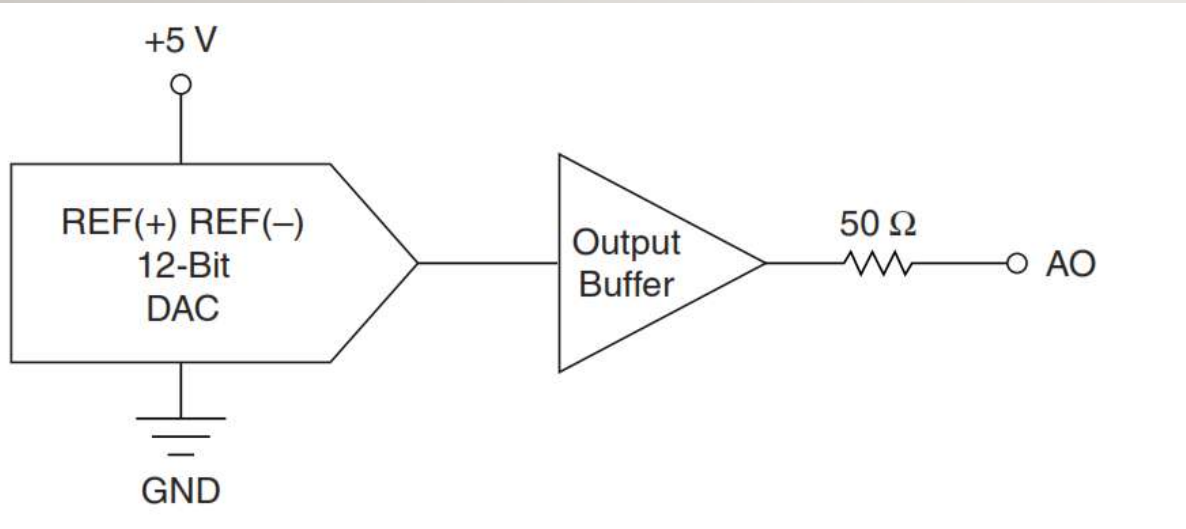 +5 V
REF(+) REF(–)
12-Bit
DAC
GND
Output
Buffer
50 Ω
AO